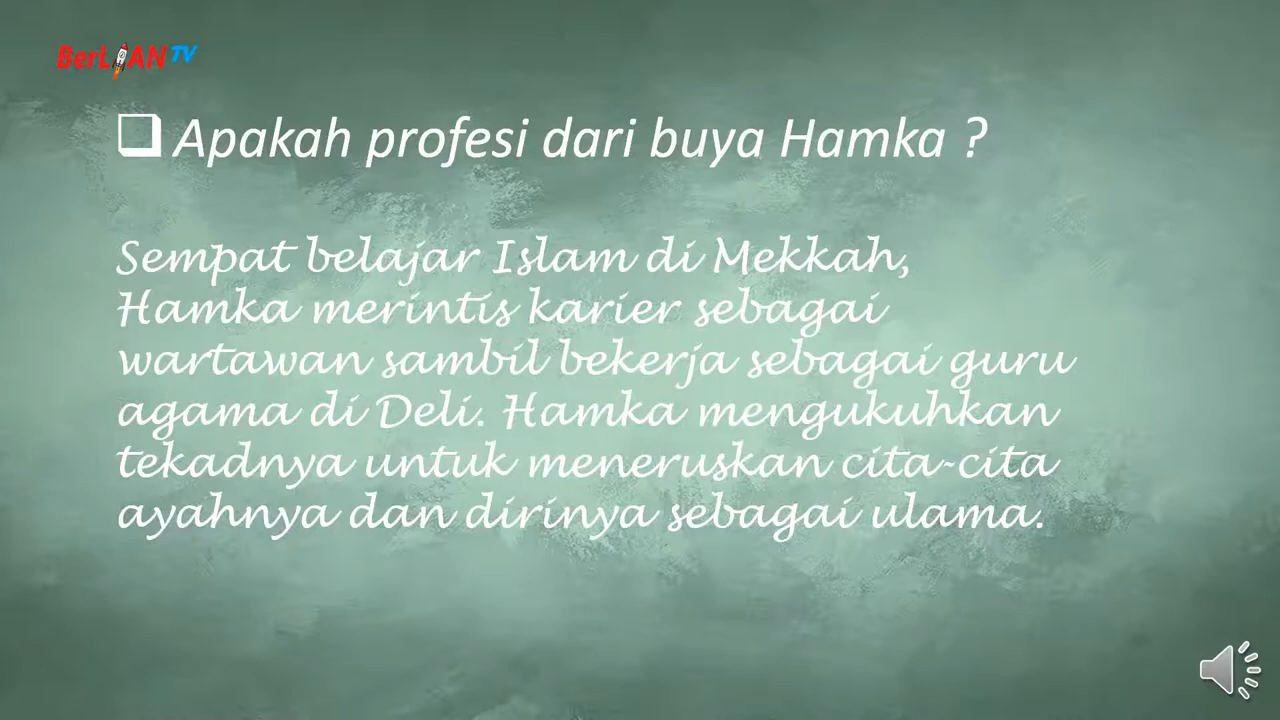 BerLIAN TV
Apakah profesi dari buya Hamka ?
Sempat belajar Islam di Mekkah,
Hamka merintis karier sebagai
wartawan sambil bekerja sebagai guru
agama di Deli. Hamka mengukuhkan
tekadnya untuk meneruskan cita-cita
ayahnya dan dirinya sebagai ulama.